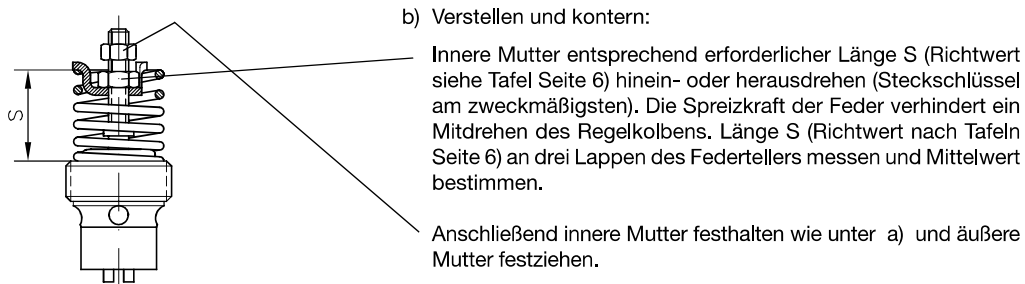 b) Verstellen und kontern:
Innere Mutter entsprechend erforderlicher Länge S (Richtwert
siehe Tafel Seite 6) hinein- oder herausdrehen (Steckschlüssel
am zweckmäßigsten). Die Spreizkraft der Feder verhindert ein
Mitdrehen des Regelkolbens. Länge S (Richtwert nach Tafeln
Seite 6) an drei Lappen des Federtellers messen und Mittelwert
bestimmen.
S
Anschließend innere Mutter festhalten wie unter a) und äußere
Mutter festziehen.